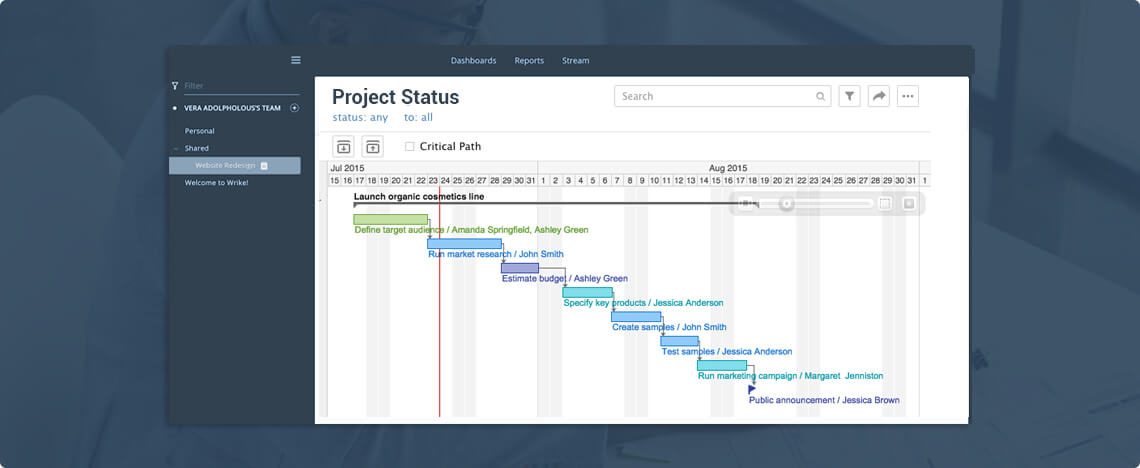 Dashboards Reports Stream
Filter
VERA ADOLPHOLOUS'S TEAM
Personal
Shared
Website Redesign
Welcome to Wrike!
Project Status
Search
status: any to: all
Critical Path
Jul 2015 Aug 2015
15 16 17 18 19 20 21 22 23 24 25 26 27 28 29 30 31 1 2 3 4 5 6 7 8 9 10 11 12 13 14 15 16 17 18 19 20 21 22 23 24 25 26 27 28 29 30 31 1
Launch organic cosmetics line
Define target audience / Amanda Springfield, Ashley Green
Run market research / John Smith
Estimate budget / Ashley Green
Specify key products / Jessica Anderson
Create samples / John Smith
Test samples / Jessica Anderson
Run marketing campaign / Margaret Jenniston
Public announcement / Jessica Brown